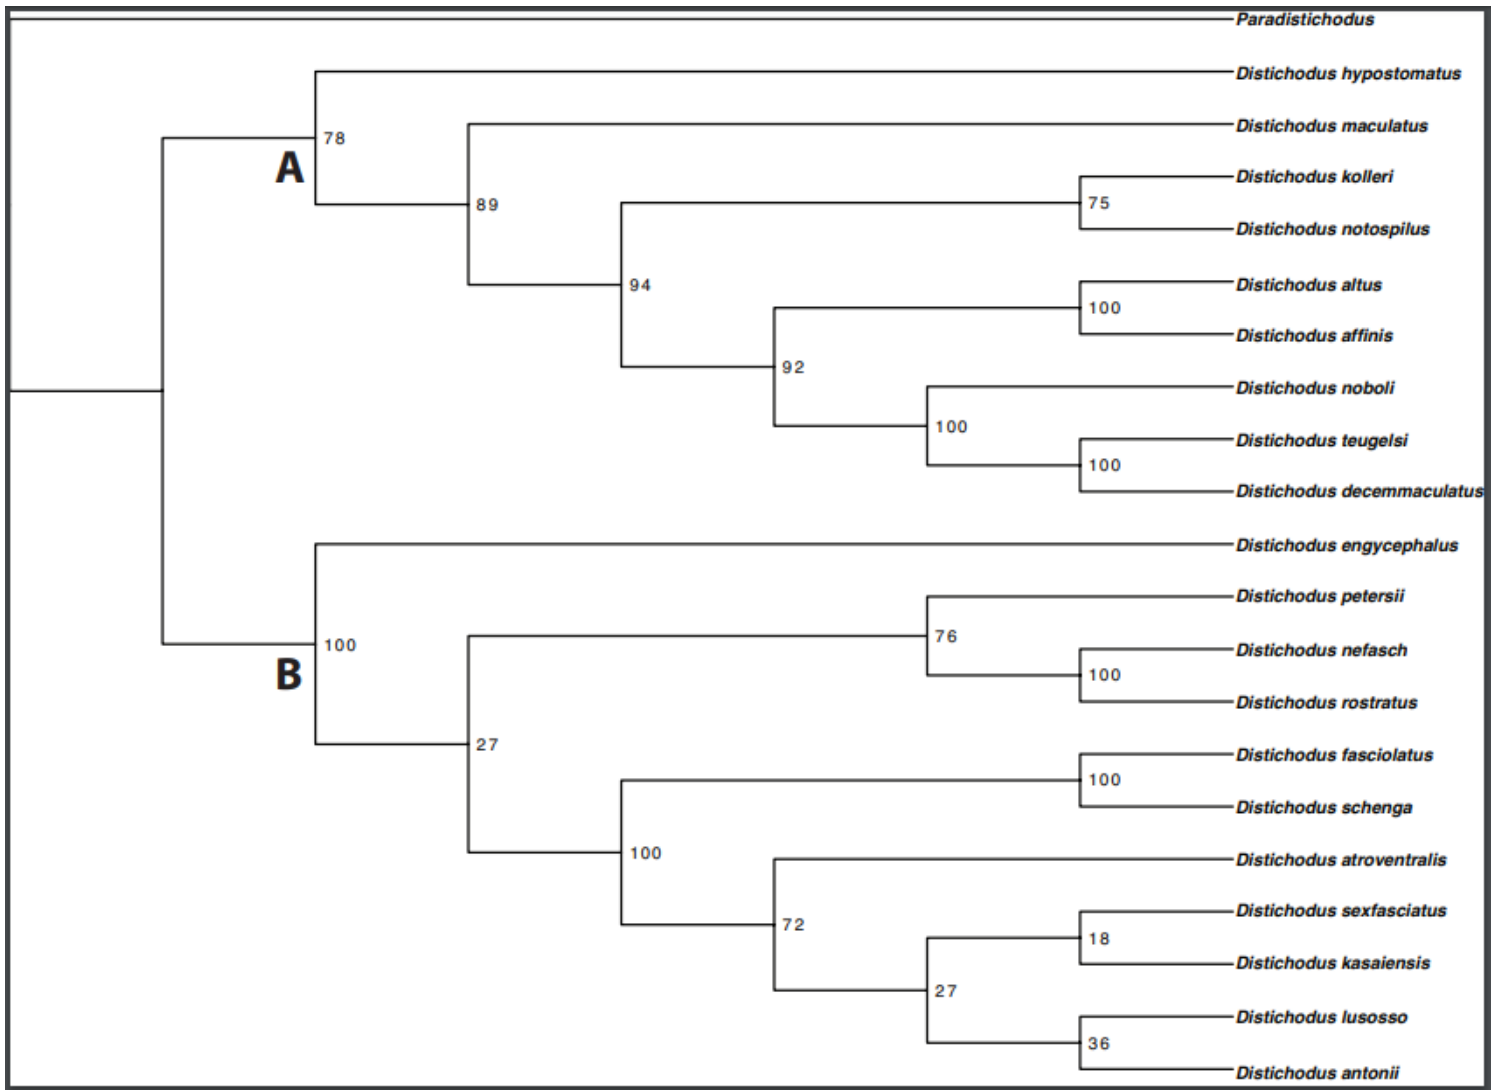 Paradistichodus
Distichodus hypostomatus
78
A
Distichodus maculatus
89
Distichodus kolleri
75
Distichodus notospilus
94
Distichodus altus
100
Distichodus affinis
92
Distichodus noboli
100
Distichodus teugelsi
100
Distichodus decemmaculatus
Distichodus engycephalus
100
B
Distichodus petersii
76
Distichodus nefasch
100
Distichodus rostratus
27
Distichodus fasciolatus
100
Distichodus schenga
100
Distichodus atroventralis
72
Distichodus sexfasciatus
18
Distichodus kasaiensis
27
Distichodus lusosso
36
Distichodus antonii